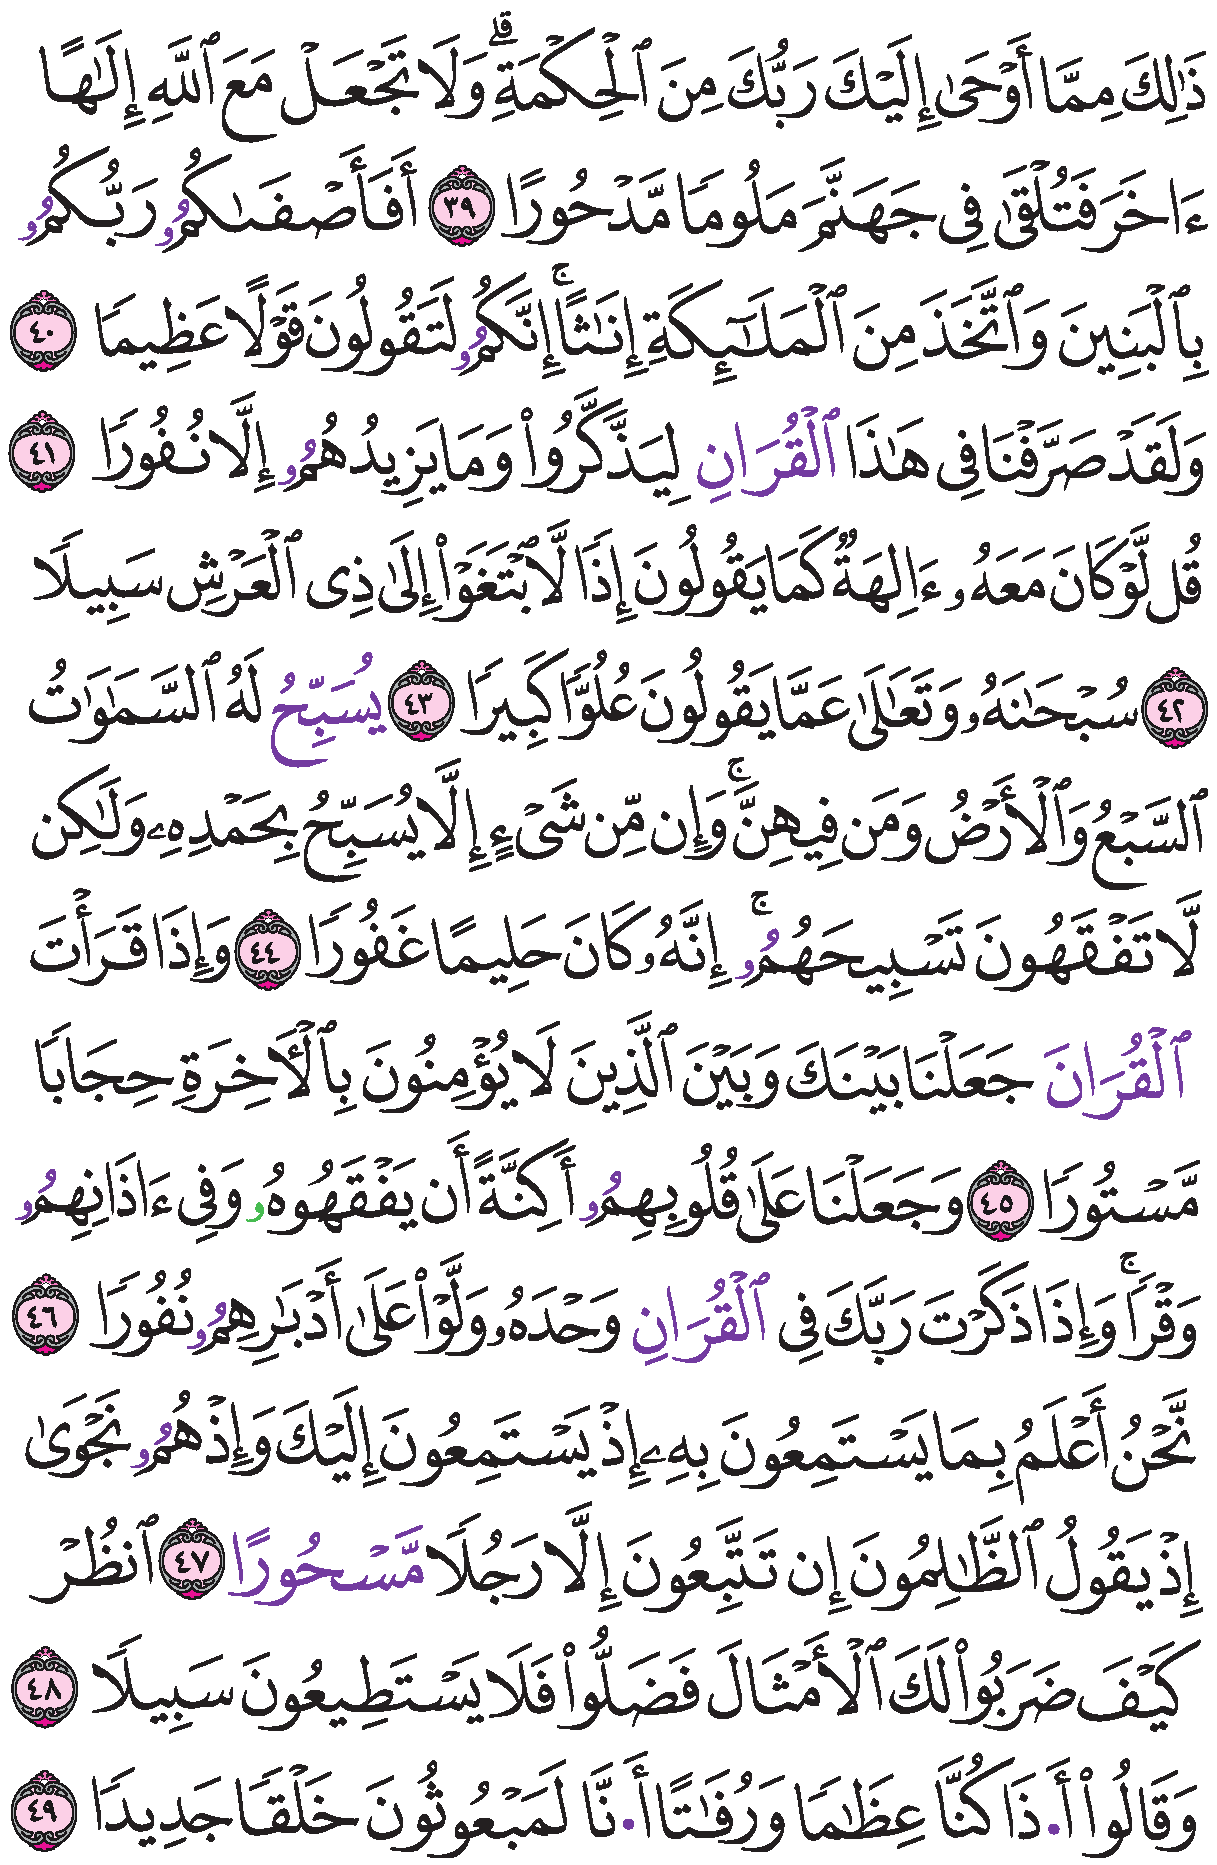 ذَٰلِكَ مِمَّا أَوْحَىٰ إِلَيْكَ رَبُّكَ مِنَ ٱلْحِكْمَةِ ۗ وَلَا تَجْعَلْ مَعَ ٱللَّهِ إِلَٰهًا
ءَاخَرَ فَتُلْقَىٰ فِى جَهَنَّمَ مَلُومًا مَّدْحُورًا ٣٩ أَفَأَصْفَىٰكُمُۥ رَبُّكُمُۥ
بِٱلْبَنِينَ وَٱتَّخَذَ مِنَ ٱلْمَلَٰٓئِكَةِ إِنَٰثًا ۚ إِنَّكُمُۥ لَتَقُولُونَ قَوْلًا عَظِيمًا ٤٠
وَلَقَدْ صَرَّفْنَا فِى هَٰذَا ٱلْقُرَانِ لِيَذَّكَّرُوا۟ وَمَا يَزِيدُهُمُۥ إِلَّا نُفُورًا ٤١
قُل لَّوْ كَانَ مَعَهُۥ ءَالِهَةٌ كَمَا يَقُولُونَ إِذًا لَّٱبْتَغَوْا۟ إِلَىٰ ذِى ٱلْعَرْشِ سَبِيلًا
٤٢ سُبْحَٰنَهُۥ وَتَعَٰلَىٰ عَمَّا يَقُولُونَ عُلُوًّا كَبِيرًا ٤٣ يُسَبِّحُ لَهُ ٱلسَّمَٰوَٰتُ
ٱلسَّبْعُ وَٱلْأَرْضُ وَمَن فِيهِنَّ ۚ وَإِن مِّن شَىْءٍ إِلَّا يُسَبِّحُ بِحَمْدِهِۦ وَلَٰكِن
لَّا تَفْقَهُونَ تَسْبِيحَهُمُۥ ۚ إِنَّهُۥ كَانَ حَلِيمًا غَفُورًا ٤٤ وَإِذَا قَرَأْتَ
ٱلْقُرَانَ جَعَلْنَا بَيْنَكَ وَبَيْنَ ٱلَّذِينَ لَا يُؤْمِنُونَ بِٱلْأَخِرَةِ حِجَابًا
مَّسْتُورًا ٤٥ وَجَعَلْنَا عَلَىٰ قُلُوبِهِمُۥ أَكِنَّةً أَن يَفْقَهُوهُۥ وَفِى ءَاذَانِهِمُۥ
وَقْرًا ۚ وَإِذَا ذَكَرْتَ رَبَّكَ فِى ٱلْقُرَانِ وَحْدَهُۥ وَلَّوْا۟ عَلَىٰ أَدْبَٰرِهِمُۥ نُفُورًا ٤٦
نَّحْنُ أَعْلَمُ بِمَا يَسْتَمِعُونَ بِهِۦ إِذْ يَسْتَمِعُونَ إِلَيْكَ وَإِذْ هُمُۥ نَجْوَىٰ
إِذْ يَقُولُ ٱلظَّٰلِمُونَ إِن تَتَّبِعُونَ إِلَّا رَجُلًا مَّسْحُورًا ٤٧ ٱنظُرْ
كَيْفَ ضَرَبُوا۟ لَكَ ٱلْأَمْثَالَ فَضَلُّوا۟ فَلَا يَسْتَطِيعُونَ سَبِيلًا ٤٨
وَقَالُوا۟ أَ.ذَا كُنَّا عِظَٰمًا وَرُفَٰتًا أَ.نَّا لَمَبْعُوثُونَ خَلْقًا جَدِيدًا ٤٩